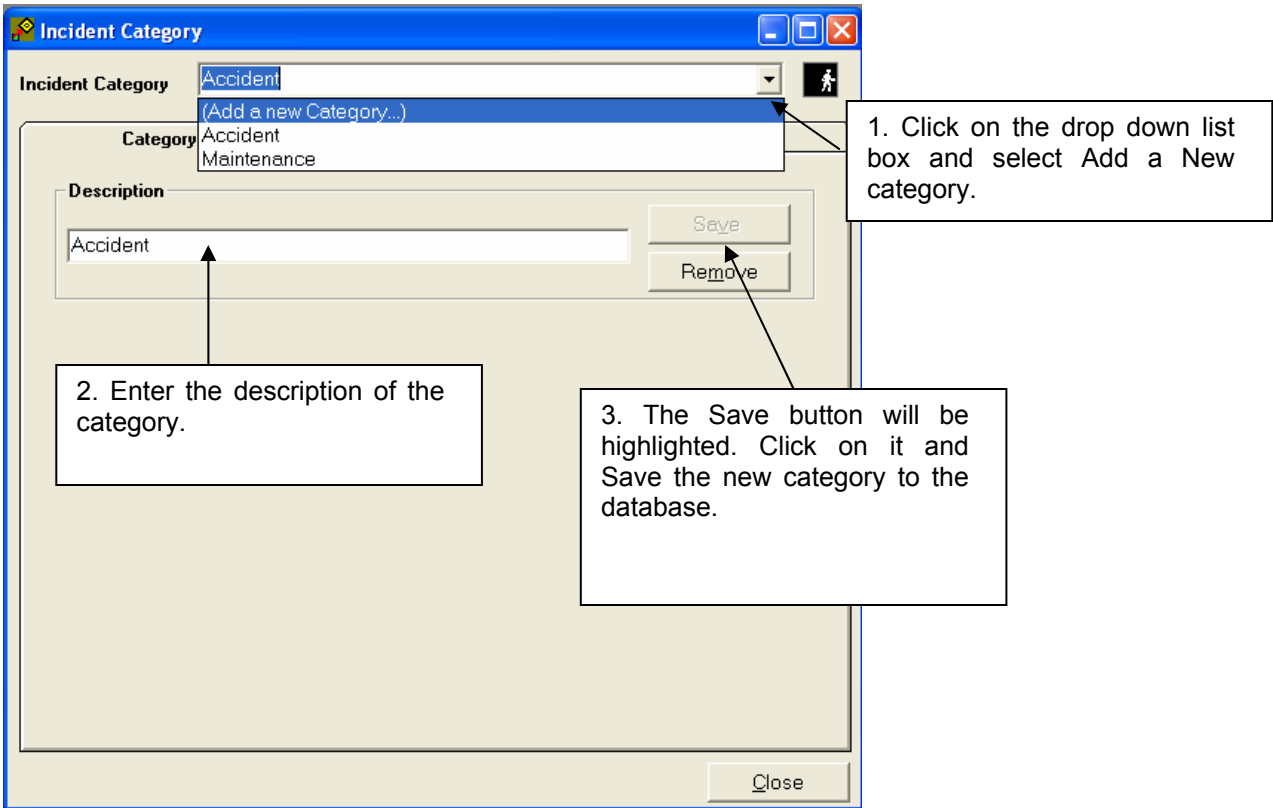 Incident Category
Incident Category
Accident
(Add a new Category...)
Accident
Maintenance
Category
Description
Accident
Save
Remove
1. Click on the drop down list
box and select Add a New
category.
2. Enter the description of the
category.
3. The Save button will be
highlighted. Click on it and
Save the new category to the
database.
Close